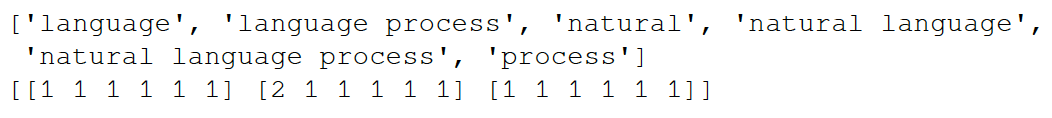 ['language', 'language process', 'natural', 'natural language',
'natural language process', 'process']
[[1 1 1 1 1 1] [2 1 1 1 1 1] [1 1 1 1 1 1]]